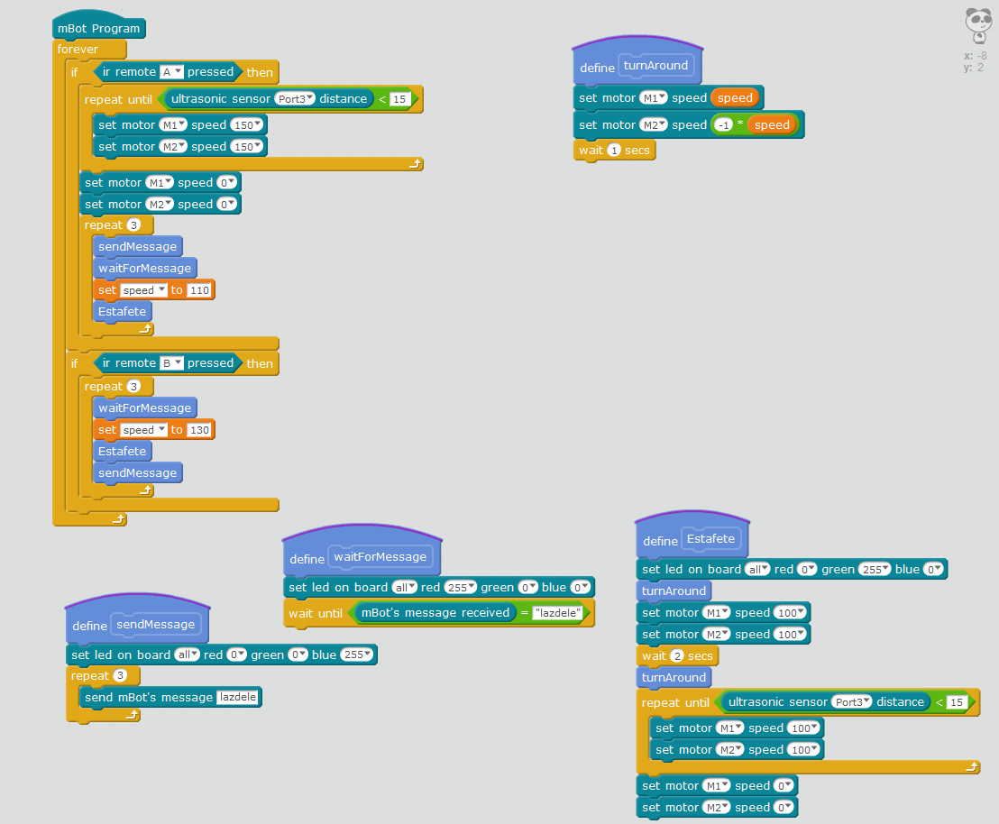 mBot Program
forever
if ir remote A pressed then
repeat until ultrasonic sensor Port3 distance < 15
set motor M1 speed 150
set motor M2 speed 150
set motor M1 speed 0
set motor M2 speed 0
repeat 3
sendMessage
waitForMessage
set speed to 110
Estafete
if ir remote B pressed then
repeat 3
waitForMessage
set speed to 130
Estafete
sendMessage
define turnAround
set motor M1 speed speed
set motor M2 speed -1 * speed
wait 1 secs
x: -8
y: 2
define sendMessage
set led on board all red 0 green 0 blue 255
repeat 3
send mBot's message lazdele
define waitForMessage
set led on board all red 255 green 0 blue 0
wait until mBot's message received = "lazdele"
define Estafete
set led on board all red 0 green 255 blue 0
turnAround
set motor M1 speed 100
set motor M2 speed 100
wait 2 secs
turnAround
repeat until ultrasonic sensor Port3 distance < 15
set motor M1 speed 100
set motor M2 speed 100
set motor M1 speed 0
set motor M2 speed 0